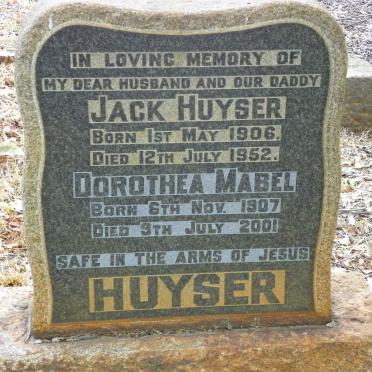 IN LOVING MEMORY OF
MY DEAR HUSBAND AND OUR DADDY
JACK HUYSER
BORN 1ST MAY 1906.
DIED 12TH JULY 1952.
DOROTHEA MABEL
BORN 6TH NOV. 1907
DIED 9TH JULY 2001
SAFE IN THE ARMS OF JESUS
HUYSER